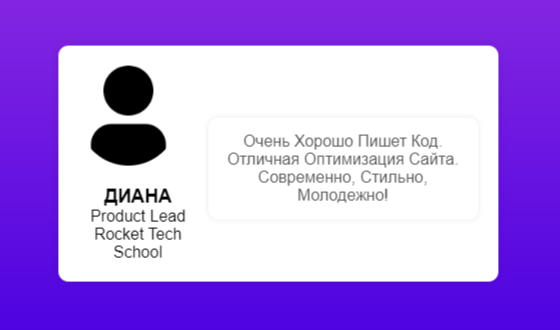 ДИАНА
Product Lead
Rocket Tech
School
Очень Хорошо Пишет Код.
Отличная Оптимизация Сайта.
Современно, Стильно,
Молодежно!